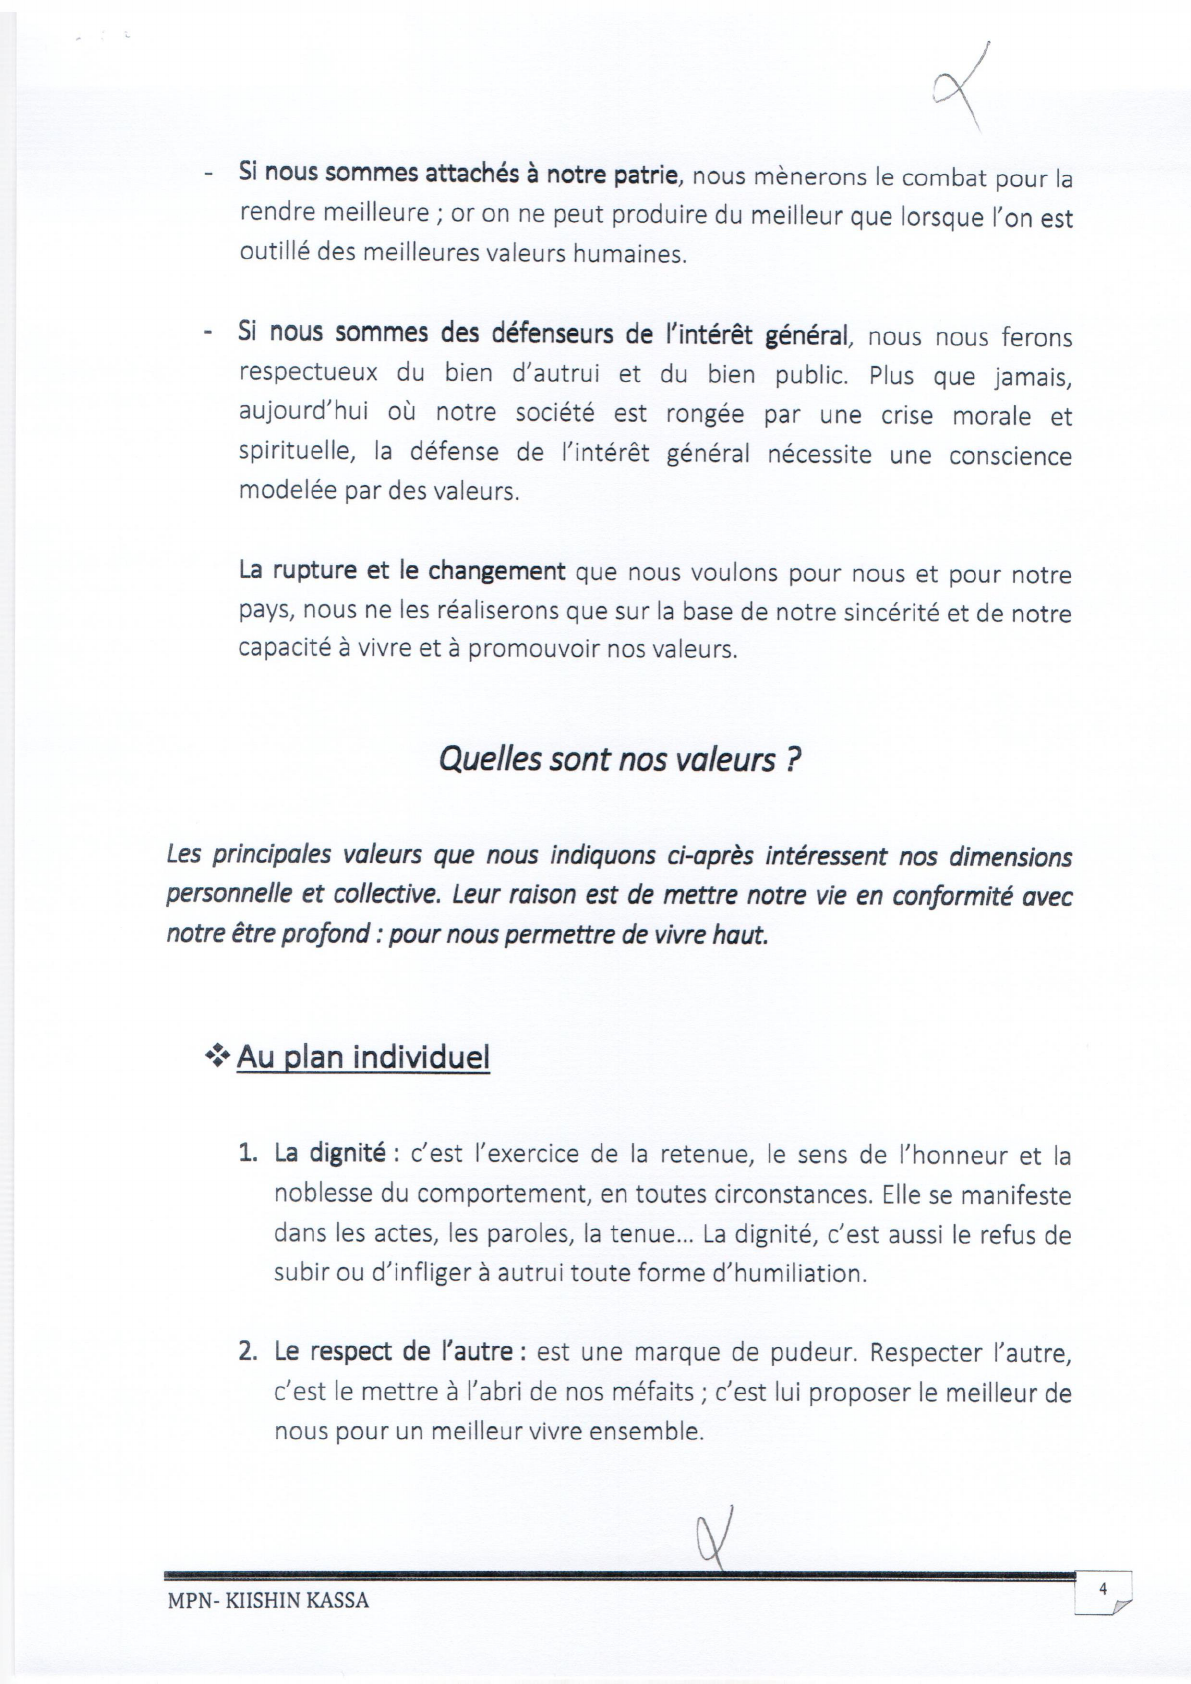 - Si nous sommes attachés à notre patrie, nous mènerons le combat pour la
rendre meilleure ; or on ne peut produire du meilleur que lorsque l'on est
outillé des meilleures valeurs humaines.
- Si nous sommes des défenseurs de l'intérêt général, nous nous ferons
respectueux du bien d'autrui et du bien public. Plus que jamais,
aujourd'hui où notre société est rongée par une crise morale et
spirituelle, la défense de l'intérêt général nécessite une conscience
modelée par des valeurs.
La rupture et le changement que nous voulons pour nous et pour notre
pays, nous ne les réaliserons que sur la base de notre sincérité et de notre
capacité à vivre et à promouvoir nos valeurs.
Quelles sont nos valeurs ?
Les principales valeurs que nous indiquons ci-après intéressent nos dimensions
personnelle et collective. Leur raison est de mettre notre vie en conformité avec
notre être profond : pour nous permettre de vivre haut.
❖ Au plan individuel
1. La dignité : c'est l'exercice de la retenue, le sens de l'honneur et la
noblesse du comportement, en toutes circonstances. Elle se manifeste
dans les actes, les paroles, la tenue... La dignité, c'est aussi le refus de
subir ou d'infliger à autrui toute forme d'humiliation.
2. Le respect de l'autre : est une marque de pudeur. Respecter l'autre,
c'est le mettre à l'abri de nos méfaits ; c'est lui proposer le meilleur de
nous pour un meilleur vivre ensemble.
MPN- KIISHIN KASSA
4